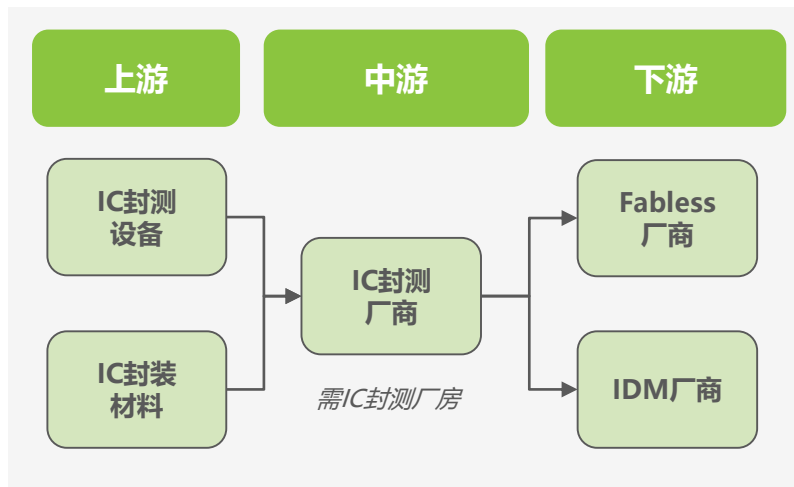 上游
中游
下游
IC封测
设备
IC封装
材料
IC封测
厂商
需IC封测厂房
Fabless
厂商
IDM厂商